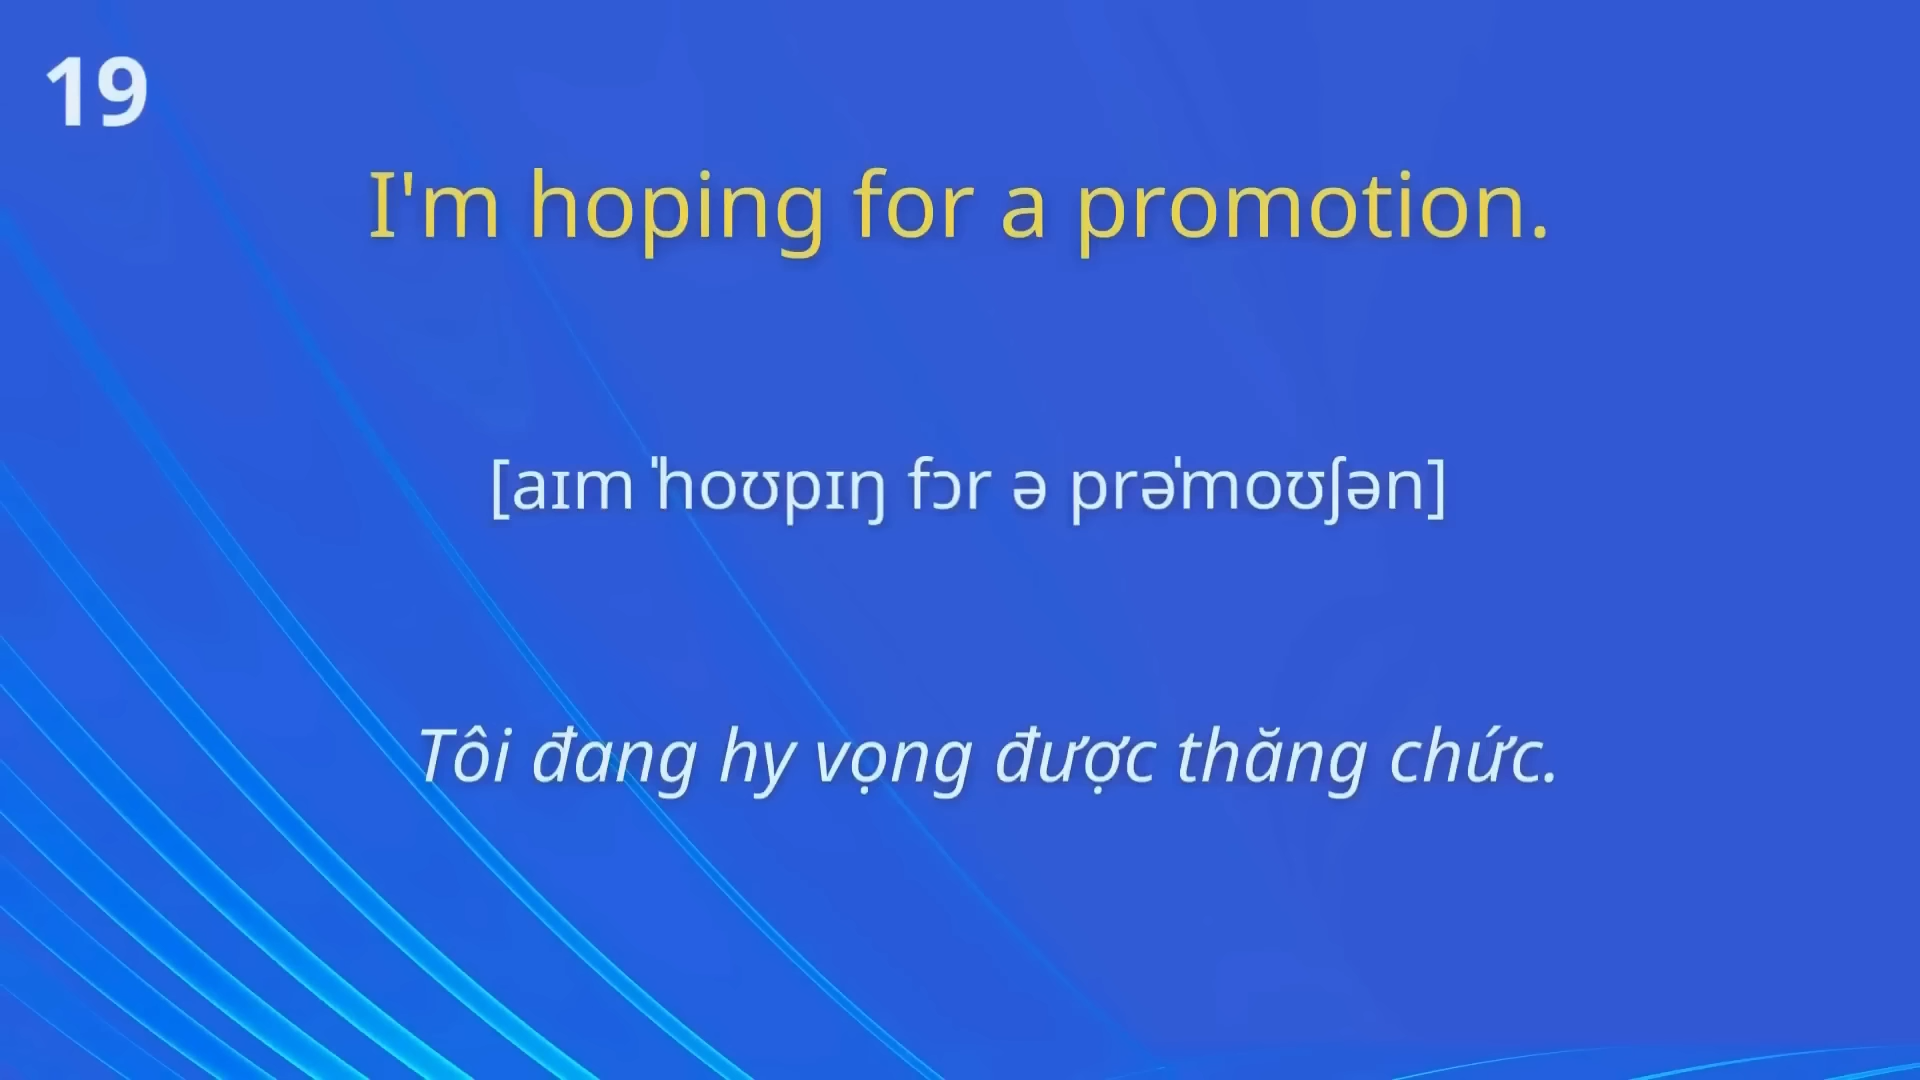 19
I'm hoping for a promotion.
[aɪm ˈhoʊpɪŋ fɔr ə prəˈmoʊʃən]
Tôi đang hy vọng được thăng chức.